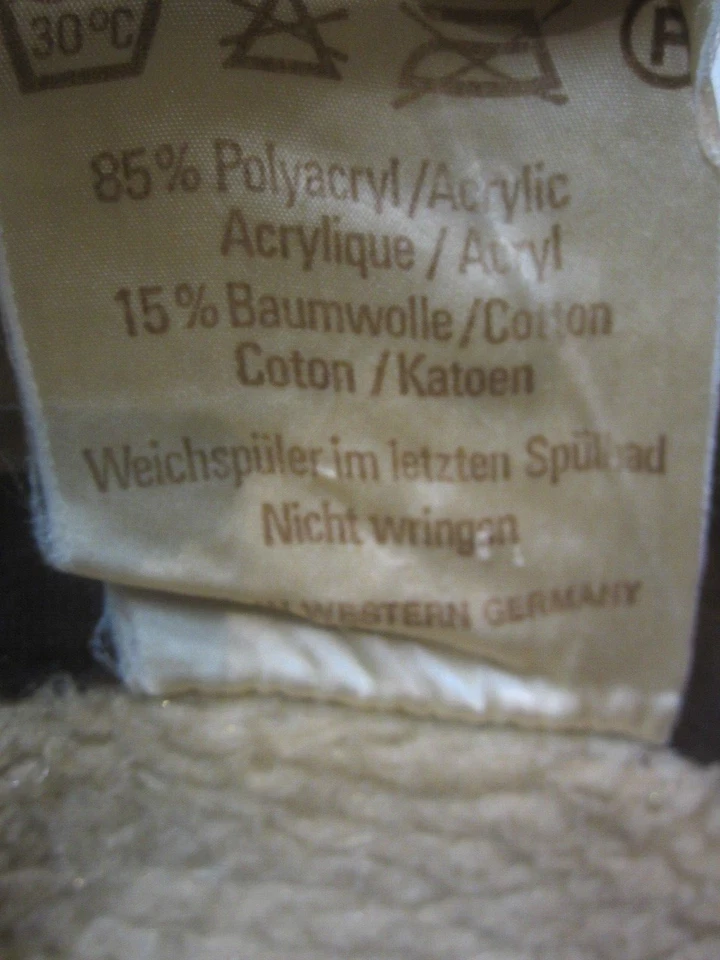 30°C P
85% Polyacryl/Acrylic
Acrylique / Acryl
15% Baumwolle/Cotton
Coton / Katoen
Weichspüler im letzten Spülbad
Nicht wringen
WESTERN GERMANY